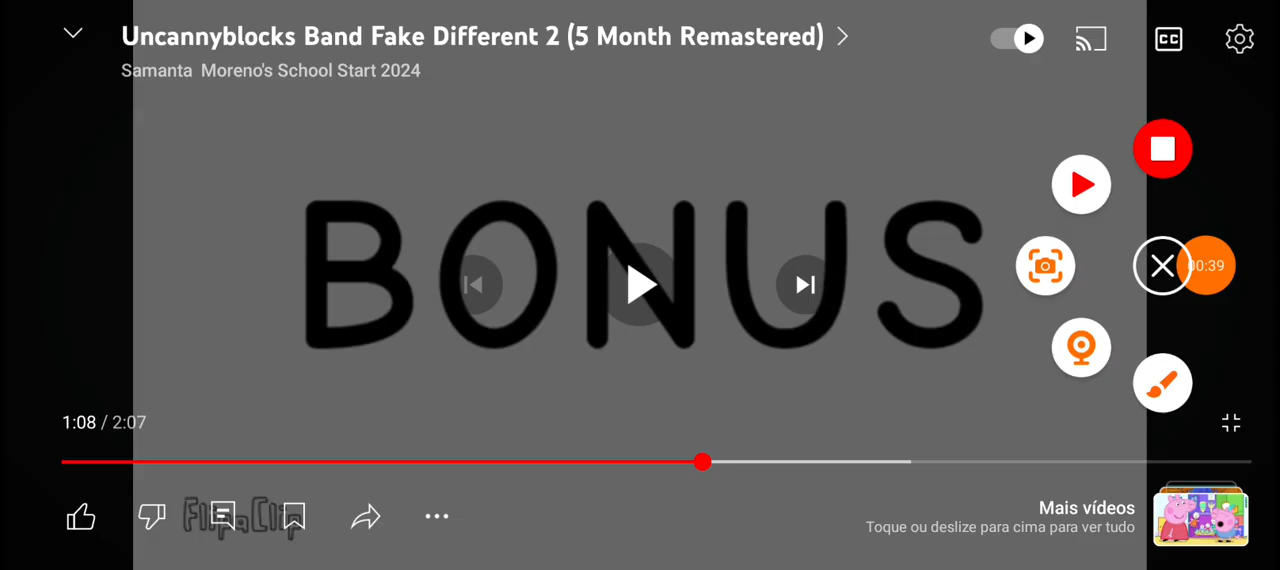 Uncannyblocks Band Fake Different 2 (5 Month Remastered)
Samanta Moreno's School Start 2024
CC
BONUS
00:39
1:08 / 2:07
FlipaClip
Mais vídeos
Toque ou deslize para cima para ver tudo